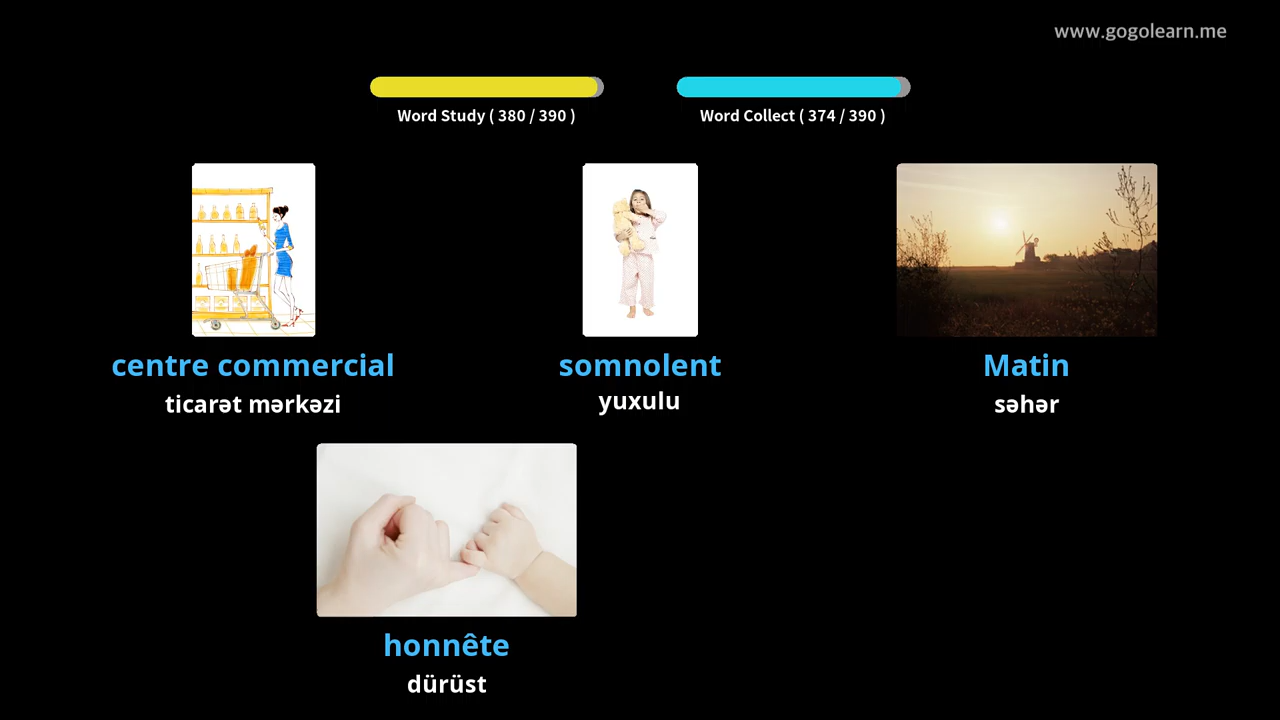 www.gogolearn.me
Word Study ( 380 / 390 )
Word Collect ( 374 / 390 )
centre commercial
ticarət mərkəzi
somnolent
yuxulu
Matin
səhər
honnête
dürüst